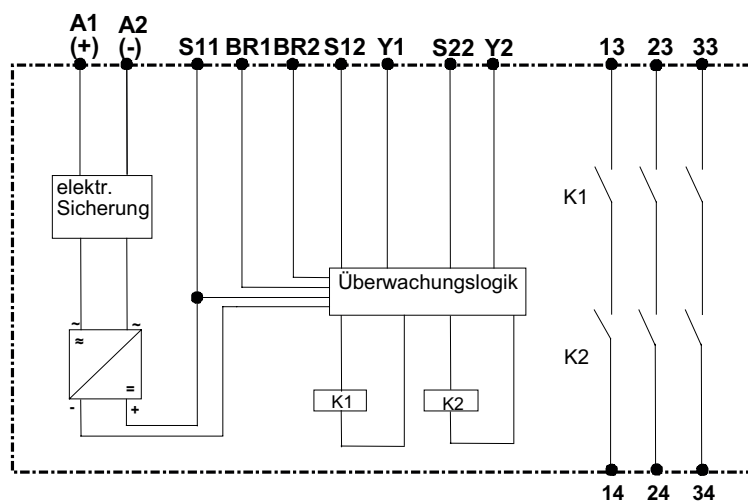 A1 A2
(+) (-) S11 BR1 BR2 S12 Y1 S22 Y2 13 23 33
elektr.
Sicherung
K1
Überwachungslogik
~ ~
≈
=
- +
K1 K2
K2
14 24 34